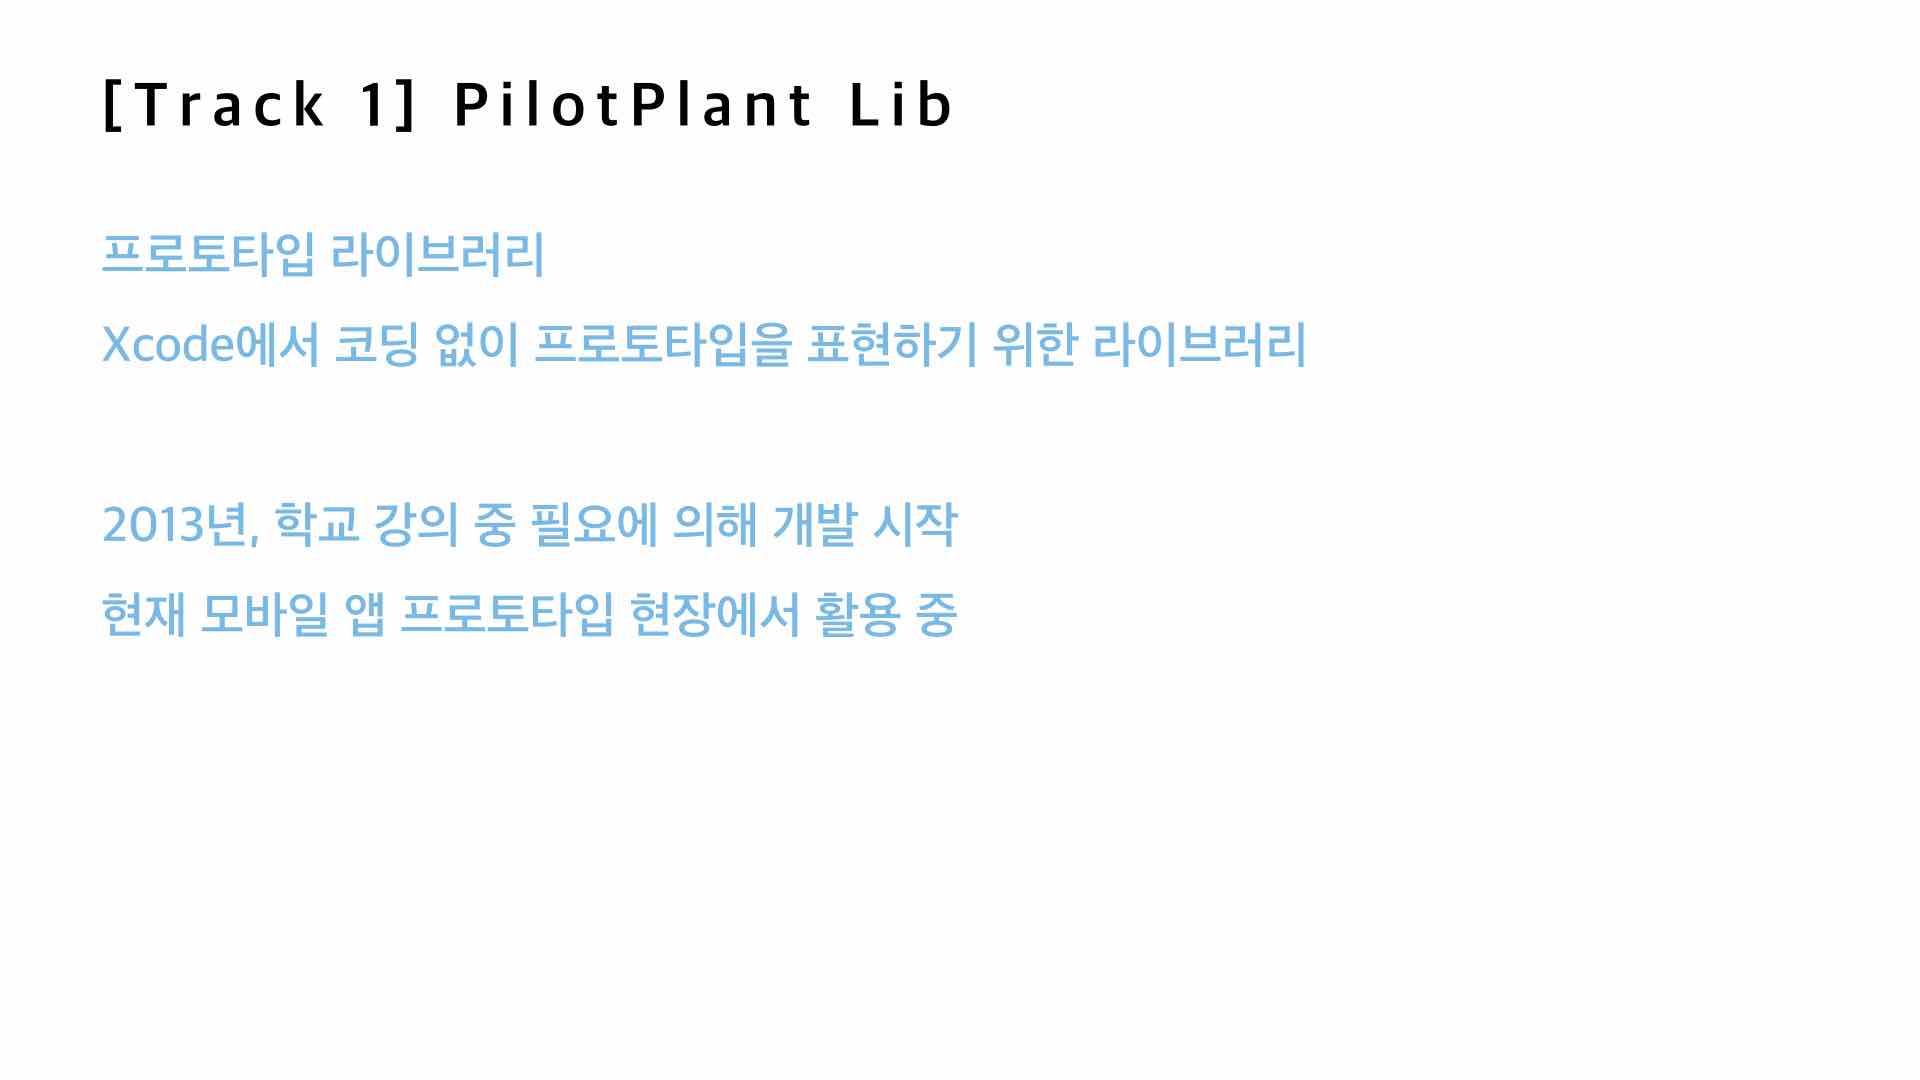 [Track 1] PilotPlant Lib
프로토타입 라이브러리
Xcode에서 코딩 없이 프로토타입을 표현하기 위한 라이브러리
2013년, 학교 강의 중 필요에 의해 개발 시작
현재 모바일 앱 프로토타입 현장에서 활용 중